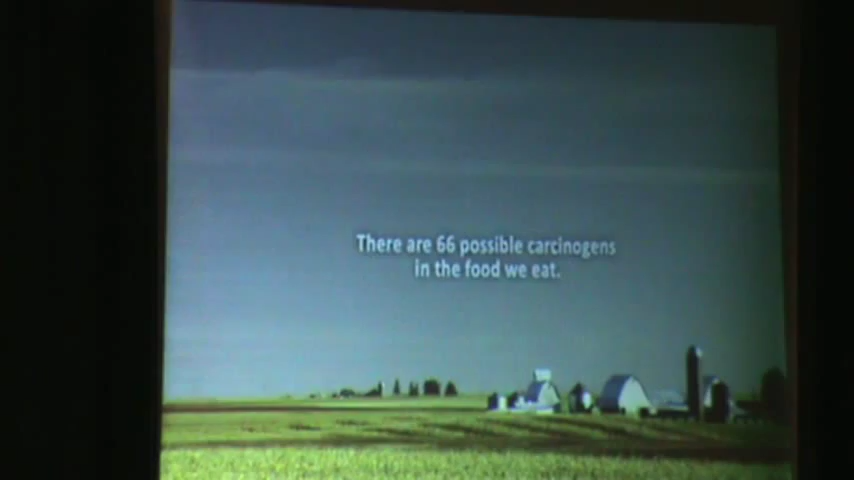 There are 66 possible carcinogens
in the food we eat.